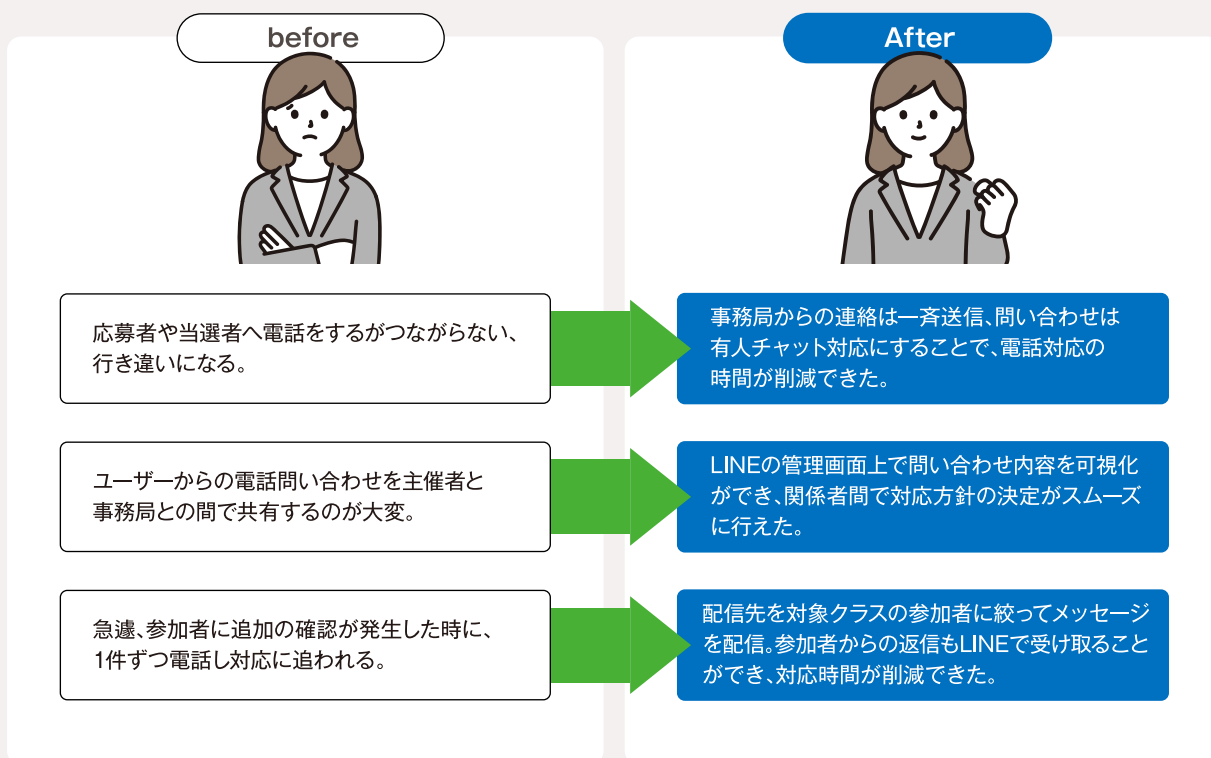 before
After
応募者や当選者へ電話をするがつながらない、
行き違いになる。
事務局からの連絡は一斉送信、問い合わせは
有人チャット対応にすることで、電話対応の
時間が削減できた。
ユーザーからの電話問い合わせを主催者と
事務局との間で共有するのが大変。
LINEの管理画面上で問い合わせ内容を可視化
ができ、関係者間で対応方針の決定がスムーズ
に行えた。
急遽、参加者に追加の確認が発生した時に、
1件ずつ電話し対応に追われる。
配信先を対象クラスの参加者に絞ってメッセージ
を配信。参加者からの返信もLINEで受け取ること
ができ、対応時間が削減できた。